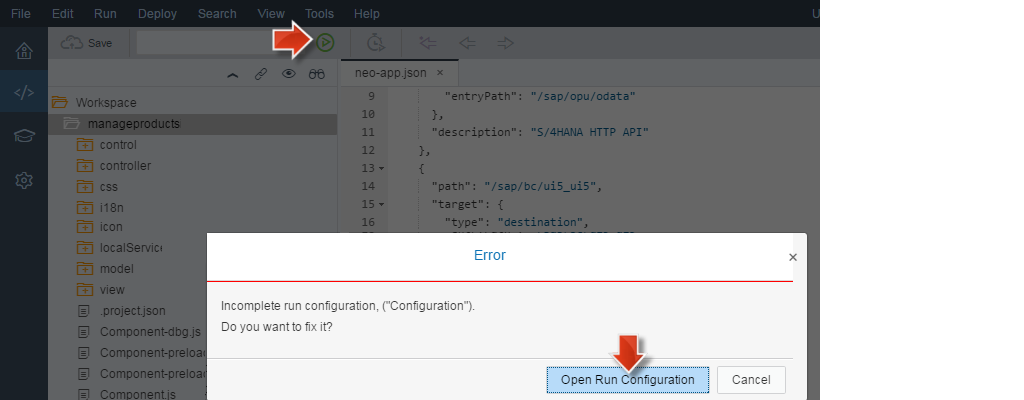 File Edit Run Deploy Search View Tools Help U
Save
neo-app.json ×
Workspace
manageproducts
control
controller
css
i18n
icon
localService
model
view
.project.json
Component-dbg.js
Component-preload
Component-preload
Component.js
9 "entryPath": "/sap/opu/odata"
10 },
11 "description": "S/4HANA HTTP API"
12 },
13 {
14 "path": "/sap/bc/ui5_ui5",
15 "target": {
16 "type": "destination",
Error ×
Incomplete run configuration, ("Configuration").
Do you want to fix it?
Open Run Configuration Cancel